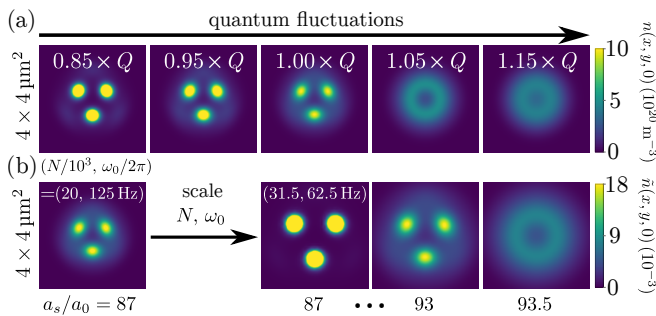 (a) quantum fluctuations
4 × 4 μm²
0.85 × Q 0.95 × Q 1.00 × Q 1.05 × Q 1.15 × Q
10
5
0
n(x, y, 0) (10²⁰ m⁻³)
(b) (N/10³, ω₀/2π)
4 × 4 μm²
=(20, 125 Hz)
scale
N, ω₀
(31.5, 62.5 Hz)
18
9
0
ñ(x, y, 0) (10⁻³)
aₛ/a₀ = 87 87 ••• 93 93.5